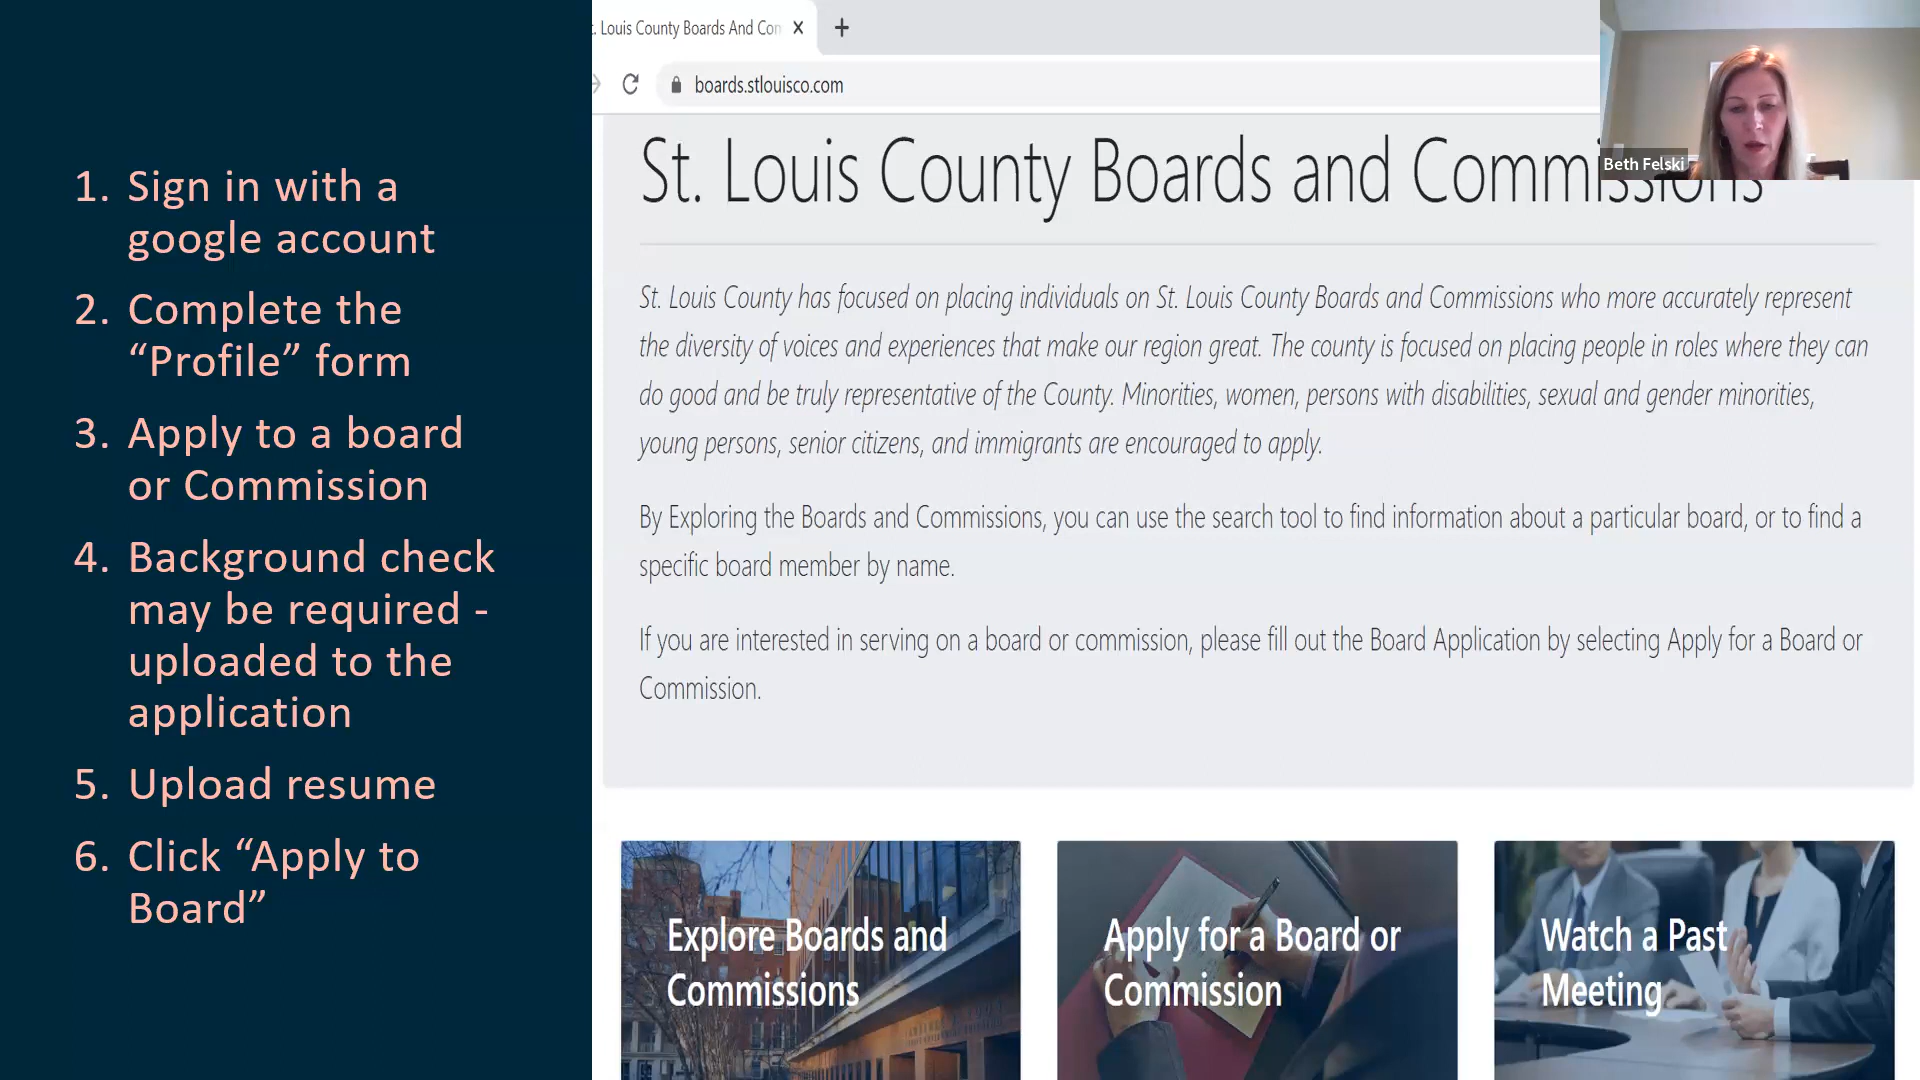 1. Sign in with a
google account
2. Complete the
“Profile” form
3. Apply to a board
or Commission
4. Background check
may be required -
uploaded to the
application
5. Upload resume
6. Click “Apply to
Board”
. Louis County Boards And Con
boards.stlouisco.com
Beth Felski
St. Louis County Boards and Commissions
St. Louis County has focused on placing individuals on St. Louis County Boards and Commissions who more accurately represent
the diversity of voices and experiences that make our region great. The county is focused on placing people in roles where they can
do good and be truly representative of the County. Minorities, women, persons with disabilities, sexual and gender minorities,
young persons, senior citizens, and immigrants are encouraged to apply.
By Exploring the Boards and Commissions, you can use the search tool to find information about a particular board, or to find a
specific board member by name.
If you are interested in serving on a board or commission, please fill out the Board Application by selecting Apply for a Board or
Commission.
Explore Boards and
Commissions
Apply for a Board or
Commission
Watch a Past
Meeting